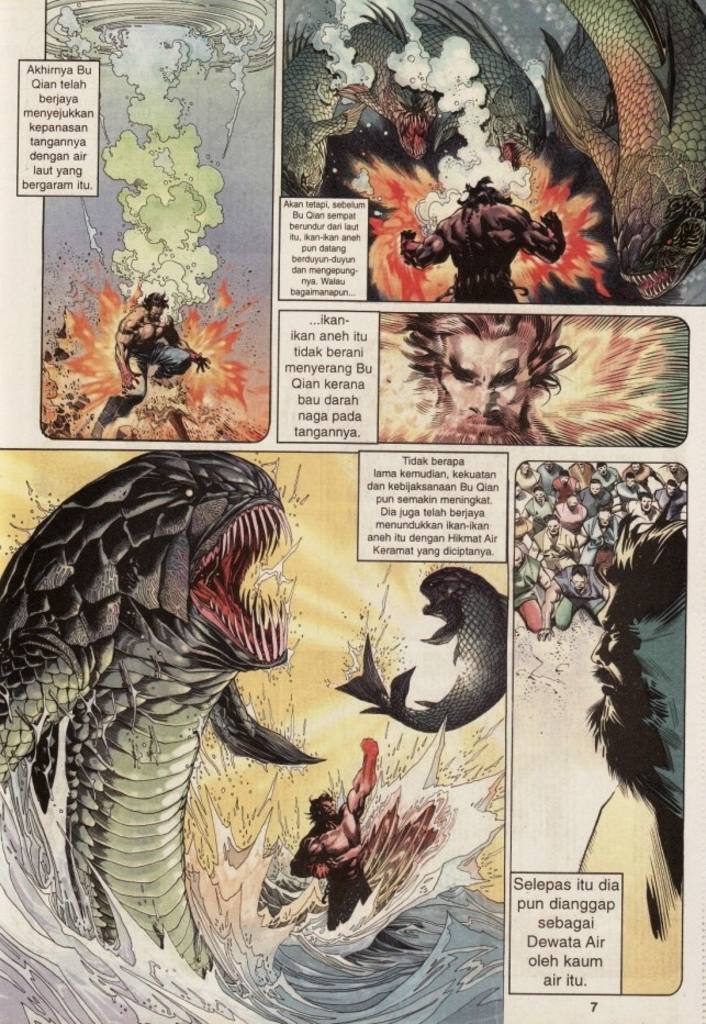 Akhirnya Bu
Qian telah
berjaya
menyejukkan
kepanasan
tangannya
dengan air
laut yang
bergaram itu.
Akan tetapi, sebelum
Bu Qian sempat
berundur dari laut
itu, ikan-ikan aneh
pun datang
berduyun-duyun
dan mengepung-
nya. Walau
bagaimanapun...
...ikan-
ikan aneh itu
tidak berani
menyerang Bu
Qian kerana
bau darah
naga pada
tangannya.
Tidak berapa
lama kemudian, kekuatan
dan kebijaksanaan Bu Qian
pun semakin meningkat.
Dia juga telah berjaya
menundukkan ikan-ikan
aneh itu dengan Hikmat Air
Keramat yang diciptanya.
Selepas itu dia
pun dianggap
sebagai
Dewata Air
oleh kaum
air itu.
7